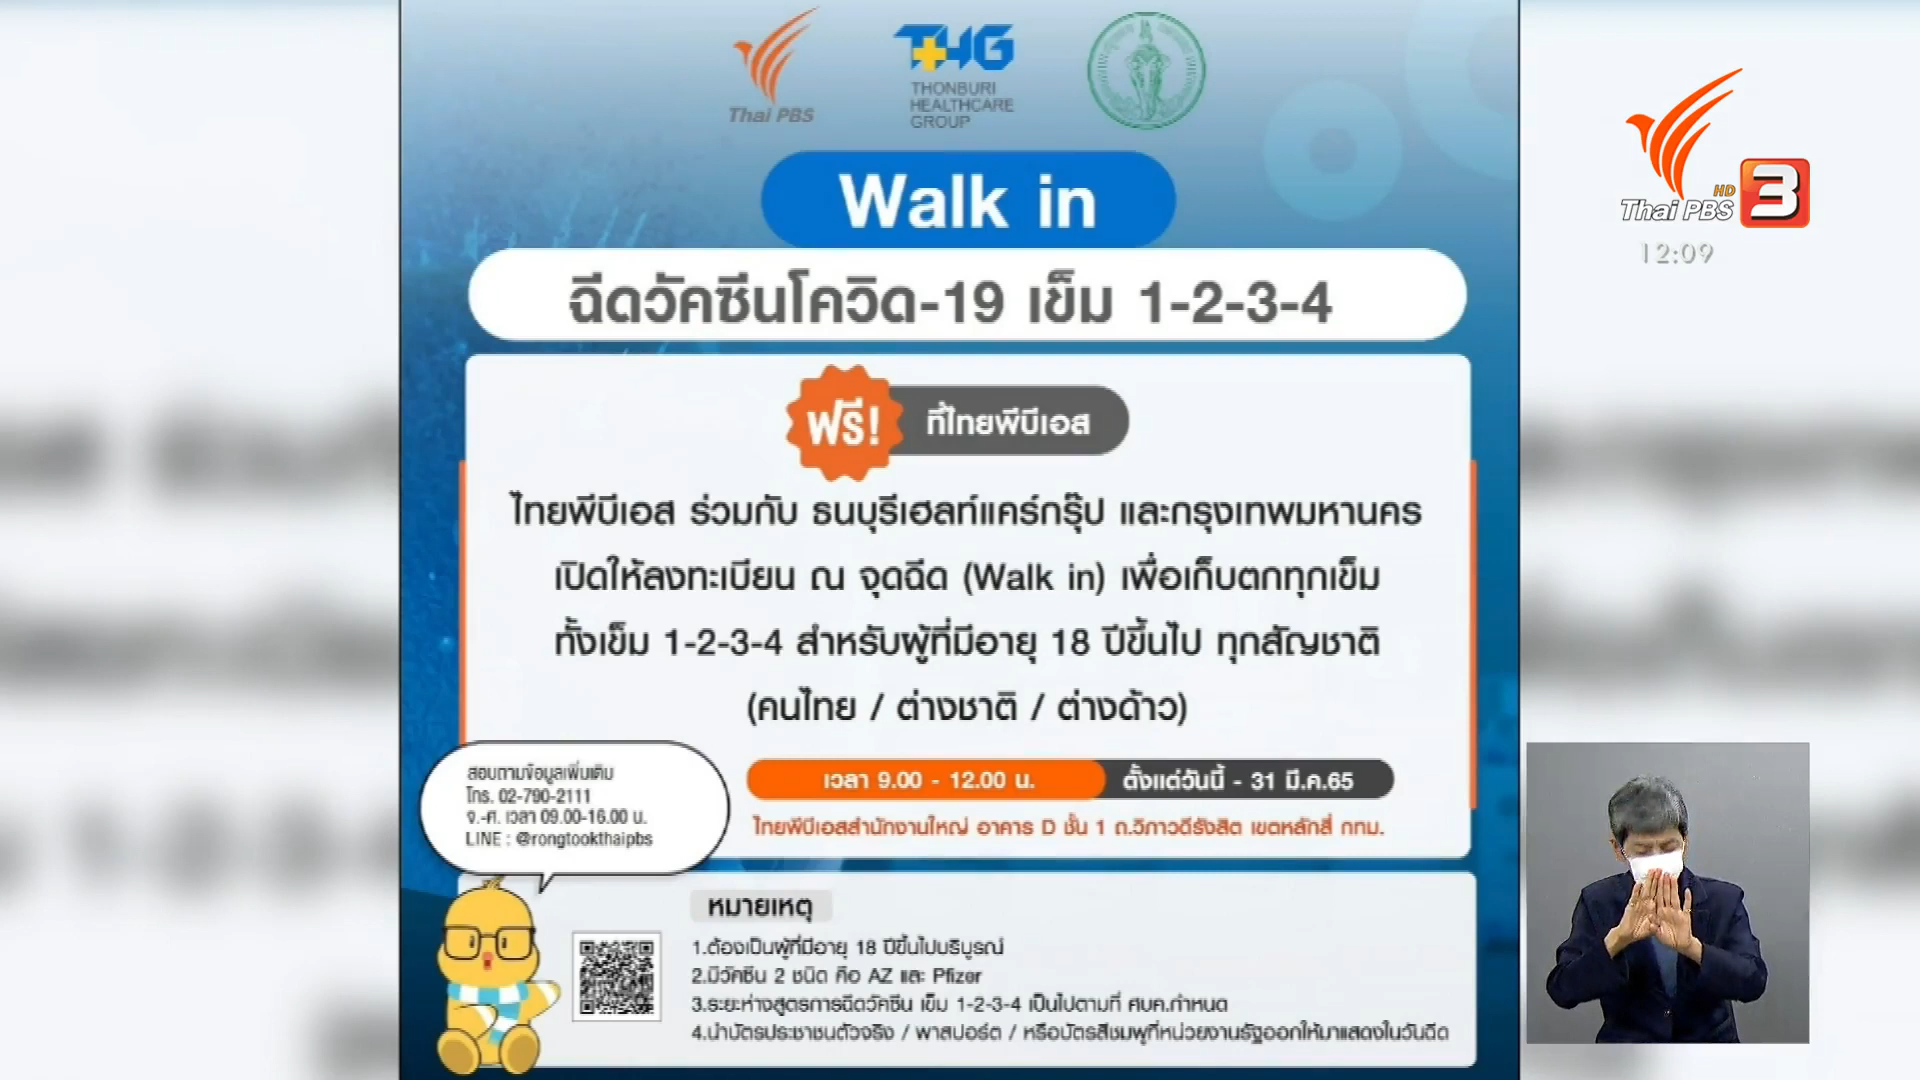 Thai PBS
THG
THONBURI
HEALTHCARE
GROUP
Walk in
ฉีดวัคซีนโควิด-19 เข็ม 1-2-3-4
ฟรี!
ที่ไทยพีบีเอส
ไทยพีบีเอส ร่วมกับ ธนบุรีเฮลท์แคร์กรุ๊ป และกรุงเทพมหานคร
เปิดให้ลงทะเบียน ณ จุดฉีด (Walk in) เพื่อเก็บตกทุกเข็ม
ทั้งเข็ม 1-2-3-4 สำหรับผู้ที่มีอายุ 18 ปีขึ้นไป ทุกสัญชาติ
(คนไทย / ต่างชาติ / ต่างด้าว)
เวลา 9.00 - 12.00 น.
ตั้งแต่วันนี้ - 31 มี.ค.65
ไทยพีบีเอสสำนักงานใหญ่ อาคาร D ชั้น 1 ถ.วิภาวดีรังสิต เขตหลักสี่ กทม.
สอบถามข้อมูลเพิ่มเติม
โทร. 02-790-2111
จ.-ศ. เวลา 09.00-16.00 น.
LINE : @rongtookthaipbs
หมายเหตุ
1.ต้องเป็นผู้ที่มีอายุ 18 ปีขึ้นไปบริบูรณ์
2.มีวัคซีน 2 ชนิด คือ AZ และ Pfizer
3.ระยะห่างสูตรการฉีดวัคซีน เข็ม 1-2-3-4 เป็นไปตามที่ ศบค.กำหนด
4.นำบัตรประชาชนตัวจริง / พาสปอร์ต / หรือบัตรสีชมพูที่หน่วยงานรัฐออกให้มาแสดงในวันฉีด
Thai PBS HD 3
12:09